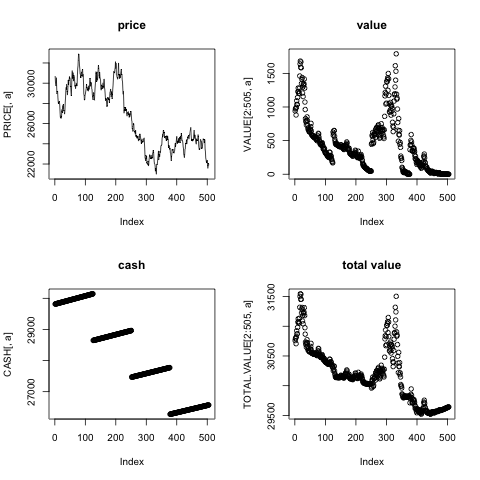 price
PRICE[, a]
22000 24000 26000 30000
0 100 200 300 400 500
Index
value
VALUE[2:505, a]
0 500 1000 1500
0 100 200 300 400 500
Index
cash
CASH[, a]
27000 29000
0 100 200 300 400 500
Index
total value
TOTAL.VALUE[2:505, a]
29500 30500 31500
0 100 200 300 400 500
Index